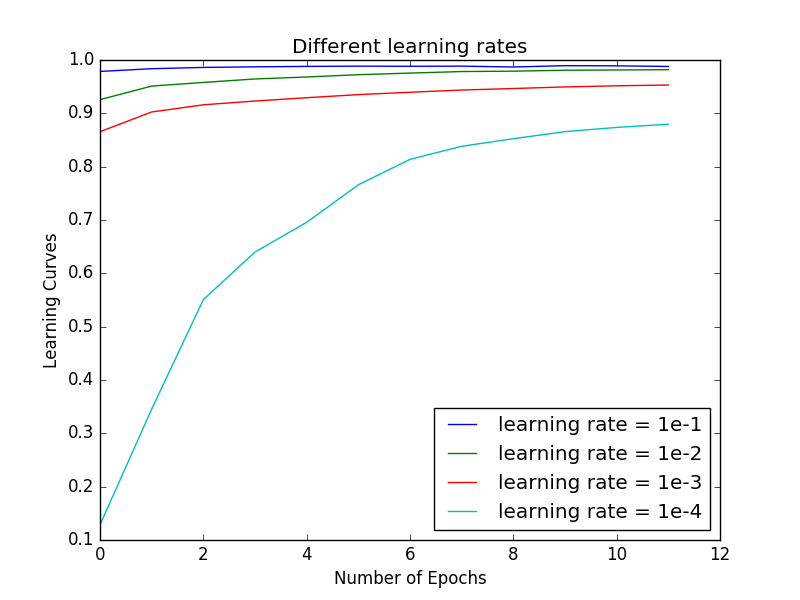 Different learning rates
1.0
0.9
0.8
0.7
0.6
0.5
0.4
0.3
0.2
0.1
Learning Curves
learning rate = 1e-1
learning rate = 1e-2
learning rate = 1e-3
learning rate = 1e-4
0 2 4 6 8 10 12
Number of Epochs